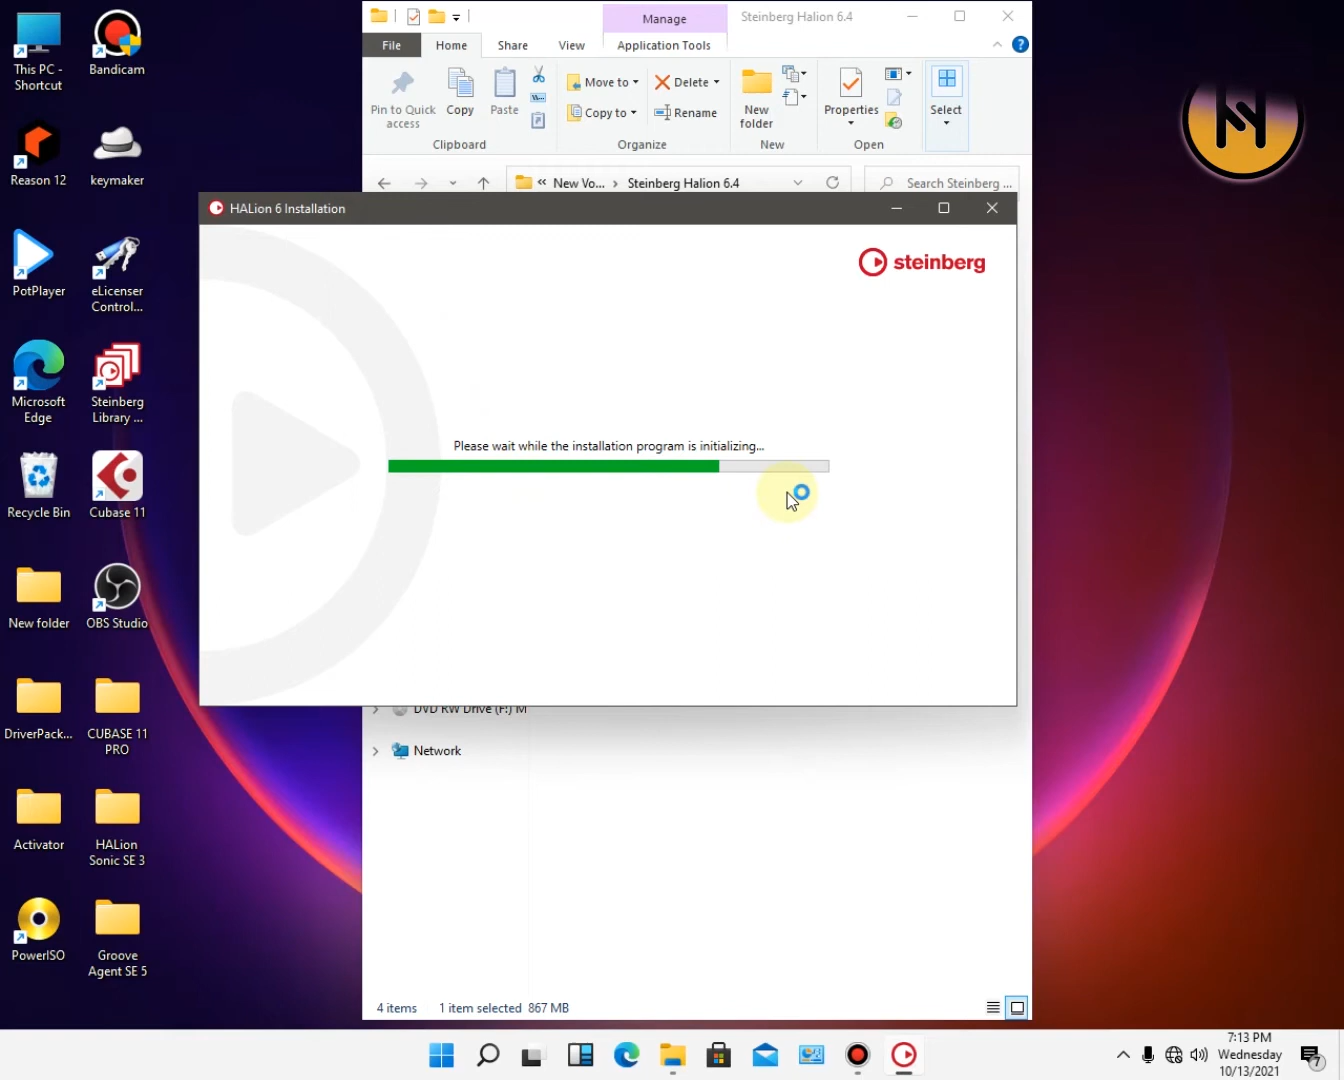 Manage
Steinberg Halion 6.4
File
Home
Share
View
Application Tools
?
Pin to Quick
access
Copy
Paste
Move to
Copy to
Delete
Rename
New
folder
Properties
Select
Clipboard
Organize
New
Open
« New Vo... › Steinberg Halion 6.4
Search Steinberg ...
HALion 6 Installation
steinberg
Please wait while the installation program is initializing...
DVD RW Drive (F:) M
Network
4 items
1 item selected 867 MB
This PC -
Shortcut
Bandicam
Reason 12
keymaker
PotPlayer
eLicenser
Control...
Microsoft
Edge
Steinberg
Library ...
Recycle Bin
Cubase 11
New folder
OBS Studio
DriverPack...
CUBASE 11
PRO
Activator
HALion
Sonic SE 3
PowerISO
Groove
Agent SE 5
N
7:13 PM
Wednesday
10/13/2021
7